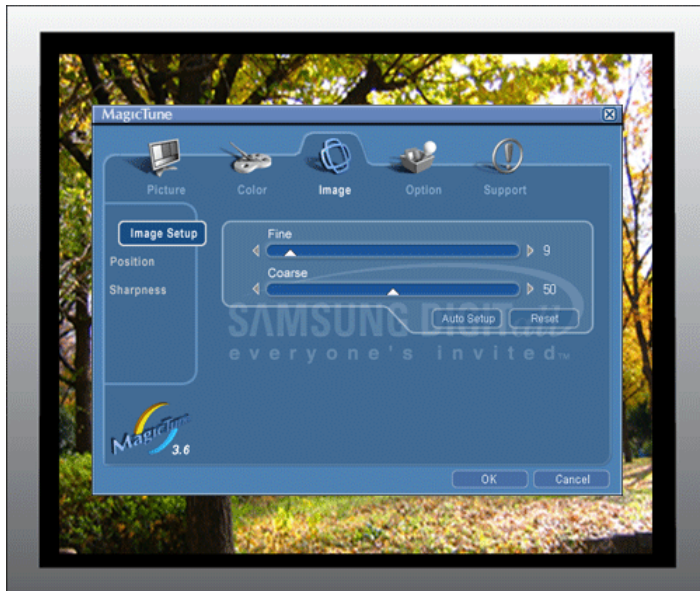 MagicTune
Picture Color Image Option Support
Image Setup
Position
Sharpness
Fine
9
Coarse
50
Auto Setup Reset
SAMSUNG DIGITall
everyone's invited™
MagicTune
3.6
OK Cancel